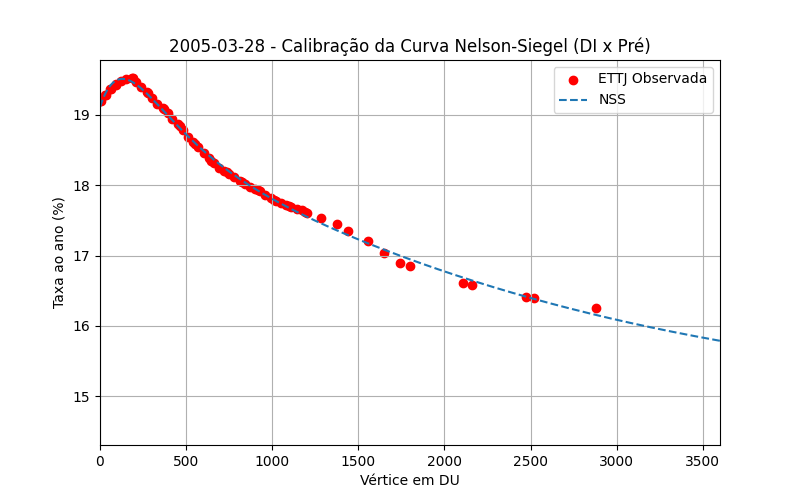 2005-03-28 - Calibração da Curva Nelson-Siegel (DI x Pré)
ETTJ Observada
NSS
Taxa ao ano (%)
19
18
17
16
15
0 500 1000 1500 2000 2500 3000 3500
Vértice em DU